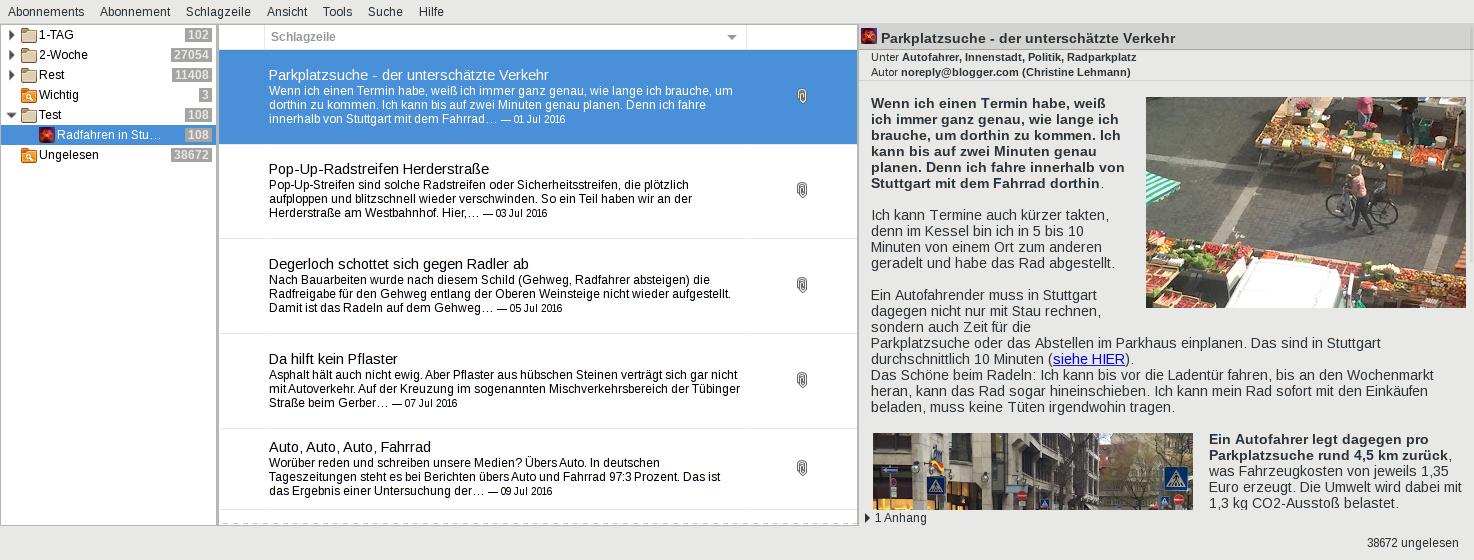 Abonnements Abonnement Schlagzeile Ansicht Tools Suche Hilfe
1-TAG 102
2-Woche 27054
Rest 11408
Wichtig 3
Test 108
Radfahren in Stu… 108
Ungelesen 38672
Schlagzeile
Parkplatzsuche - der unterschätzte Verkehr
Wenn ich einen Termin habe, weiß ich immer ganz genau, wie lange ich brauche, um
dorthin zu kommen. Ich kann bis auf zwei Minuten genau planen. Denn ich fahre
innerhalb von Stuttgart mit dem Fahrrad… — 01 Jul 2016
Pop-Up-Radstreifen Herderstraße
Pop-Up-Streifen sind solche Radstreifen oder Sicherheitsstreifen, die plötzlich
aufploppen und blitzschnell wieder verschwinden. So ein Teil haben wir an der
Herderstraße am Westbahnhof. Hier,… — 03 Jul 2016
Degerloch schottet sich gegen Radler ab
Nach Bauarbeiten wurde nach diesem Schild (Gehweg, Radfahrer absteigen) die
Radfreigabe für den Gehweg entlang der Oberen Weinsteige nicht wieder aufgestellt.
Damit ist das Radeln auf dem Gehweg… — 05 Jul 2016
Da hilft kein Pflaster
Asphalt hält auch nicht ewig. Aber Pflaster aus hübschen Steinen verträgt sich gar nicht
mit Autoverkehr. Auf der Kreuzung im sogenannten Mischverkehrsbereich der Tübinger
Straße beim Gerber… — 07 Jul 2016
Auto, Auto, Auto, Fahrrad
Worüber reden und schreiben unsere Medien? Übers Auto. In deutschen
Tageszeitungen steht es bei Berichten übers Auto und Fahrrad 97:3 Prozent. Das ist
das Ergebnis einer Untersuchung der… — 09 Jul 2016
Parkplatzsuche - der unterschätzte Verkehr
Unter Autofahrer, Innenstadt, Politik, Radparkplatz
Autor noreply@blogger.com (Christine Lehmann)
Wenn ich einen Termin habe, weiß
ich immer ganz genau, wie lange ich
brauche, um dorthin zu kommen. Ich
kann bis auf zwei Minuten genau
planen. Denn ich fahre innerhalb von
Stuttgart mit dem Fahrrad dorthin.
Ich kann Termine auch kürzer takten,
denn im Kessel bin ich in 5 bis 10
Minuten von einem Ort zum anderen
geradelt und habe das Rad abgestellt.
Ein Autofahrender muss in Stuttgart
dagegen nicht nur mit Stau rechnen,
sondern auch Zeit für die
Parkplatzsuche oder das Abstellen im Parkhaus einplanen. Das sind in Stuttgart
durchschnittlich 10 Minuten (siehe HIER).
Das Schöne beim Radeln: Ich kann bis vor die Ladentür fahren, bis an den Wochenmarkt
heran, kann das Rad sogar hineinschieben. Ich kann mein Rad sofort mit den Einkäufen
beladen, muss keine Tüten irgendwohin tragen.
Ein Autofahrer legt dagegen pro
Parkplatzsuche rund 4,5 km zurück,
was Fahrzeugkosten von jeweils 1,35
Euro erzeugt. Die Umwelt wird dabei mit
1,3 kg CO2-Ausstoß belastet.
1 Anhang
38672 ungelesen